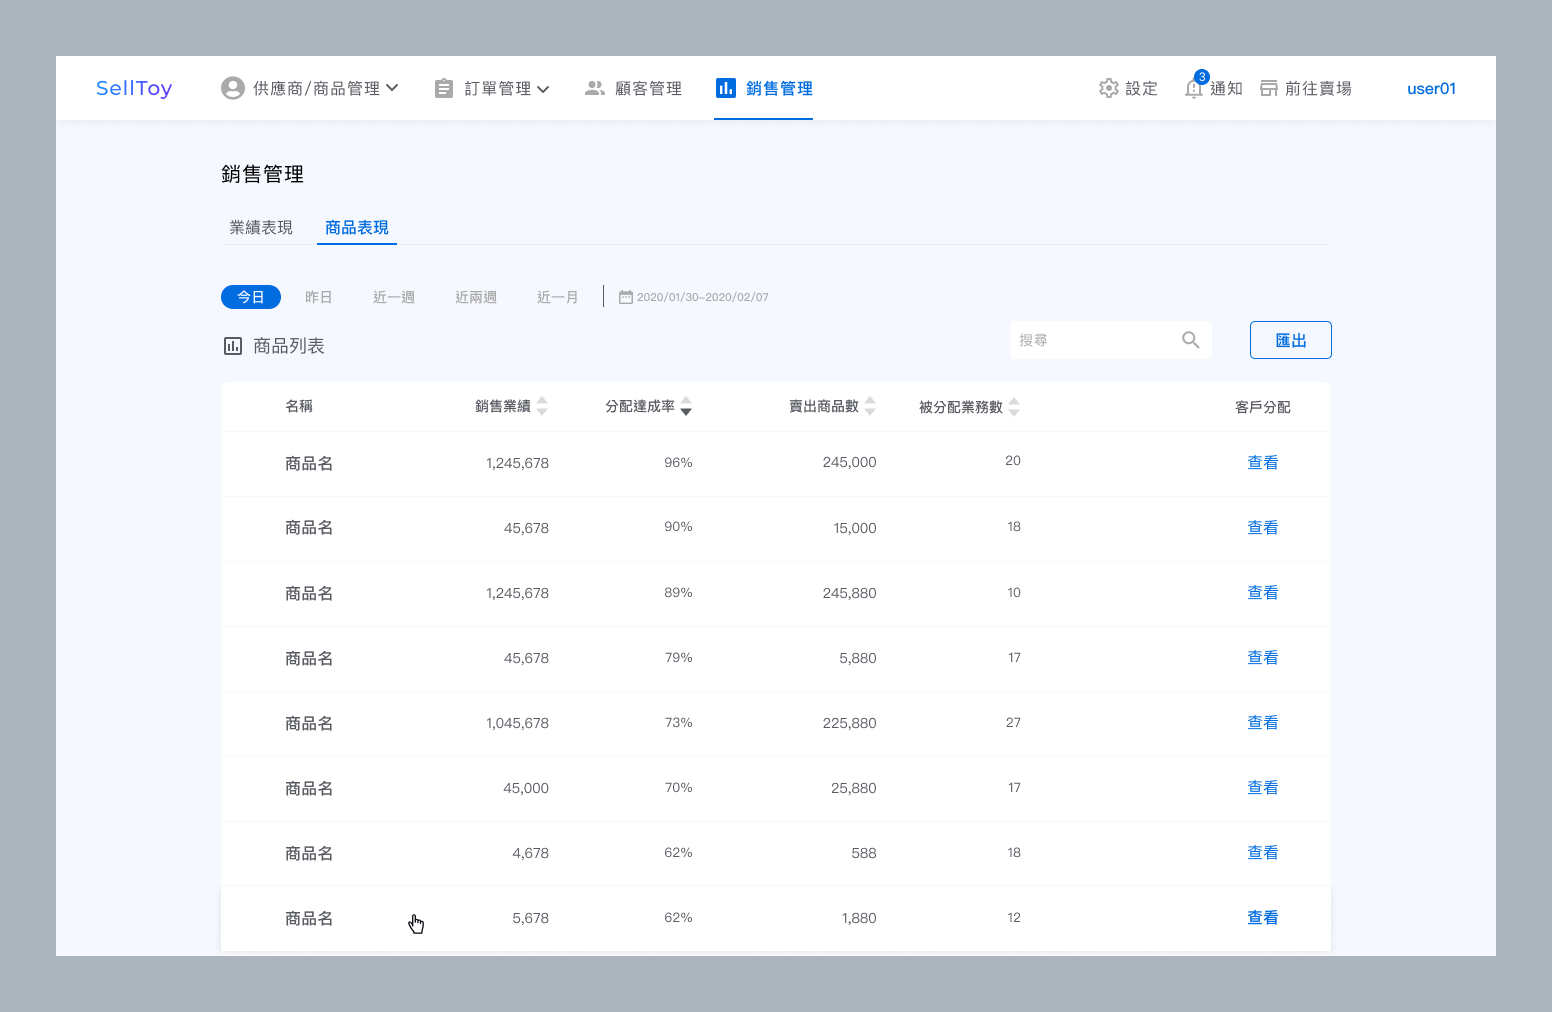 SellToy 供應商/商品管理 訂單管理 顧客管理 銷售管理 設定 3 通知 前往賣場 user01
銷售管理
業績表現 商品表現
今日 昨日 近一週 近兩週 近一月 2020/01/30-2020/02/07
商品列表 搜尋 匯出
名稱 銷售業績 分配達成率 賣出商品數 被分配業務數 客戶分配
商品名 1,245,678 96% 245,000 20 查看
商品名 45,678 90% 15,000 18 查看
商品名 1,245,678 89% 245,880 10 查看
商品名 45,678 79% 5,880 17 查看
商品名 1,045,678 73% 225,880 27 查看
商品名 45,000 70% 25,880 17 查看
商品名 4,678 62% 588 18 查看
商品名 5,678 62% 1,880 12 查看